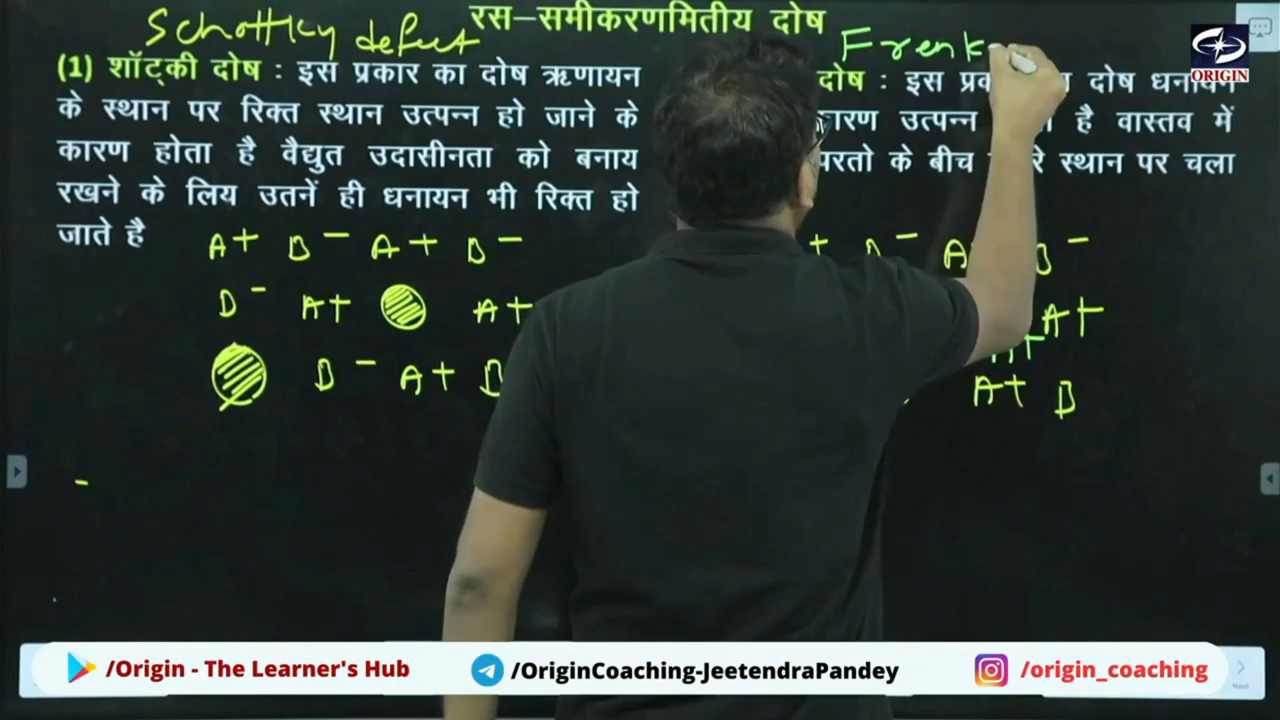 रस–समीकरणमितीय दोष
Schottky defect
(1) शॉट्की दोष : इस प्रकार का दोष ऋणायन
के स्थान पर रिक्त स्थान उत्पन्न हो जाने के
कारण होता है वैद्युत उदासीनता को बनाय
रखने के लिय उतनें ही धनायन भी रिक्त हो
जाते है
A+ B- A+ B-
B- A+ A+
B- A+ B
Frenk
दोष : इस दोष धनायन
उत्पन्न है वास्तव में
परतो के बीच स्थान पर चला
+ B- A B-
A+
A+ B
ORIGIN
/Origin - The Learner's Hub
/OriginCoaching-JeetendraPandey
/origin_coaching
Next